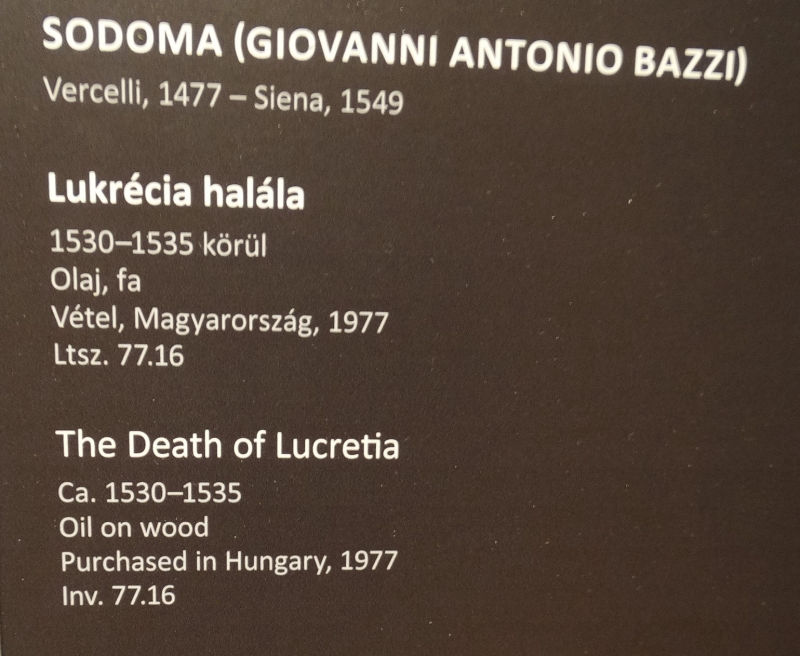 SODOMA (GIOVANNI ANTONIO BAZZI)
Vercelli, 1477 – Siena, 1549
Lukrécia halála
1530–1535 körül
Olaj, fa
Vétel, Magyarország, 1977
Ltsz. 77.16
The Death of Lucretia
Ca. 1530–1535
Oil on wood
Purchased in Hungary, 1977
Inv. 77.16